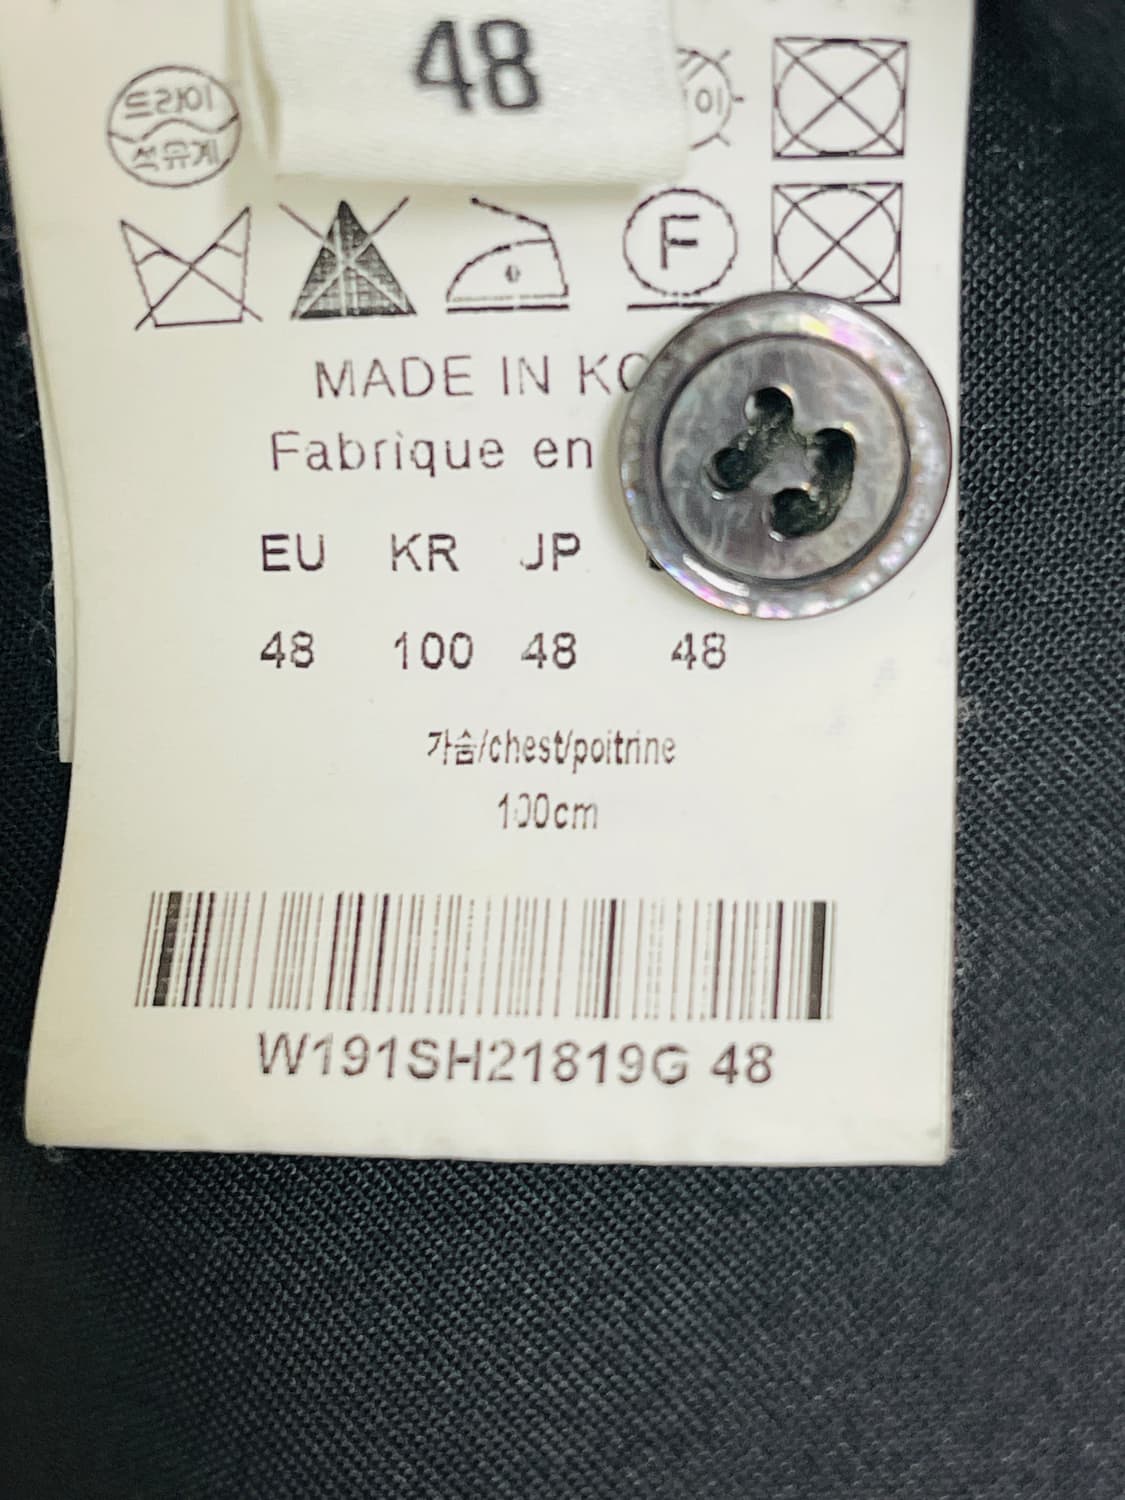 48
드라이
석유계
F
MADE IN
Fabrique en
EU KR JP
48 100 48 48
가슴/chest/poitrine
100cm
W191SH21819G 48